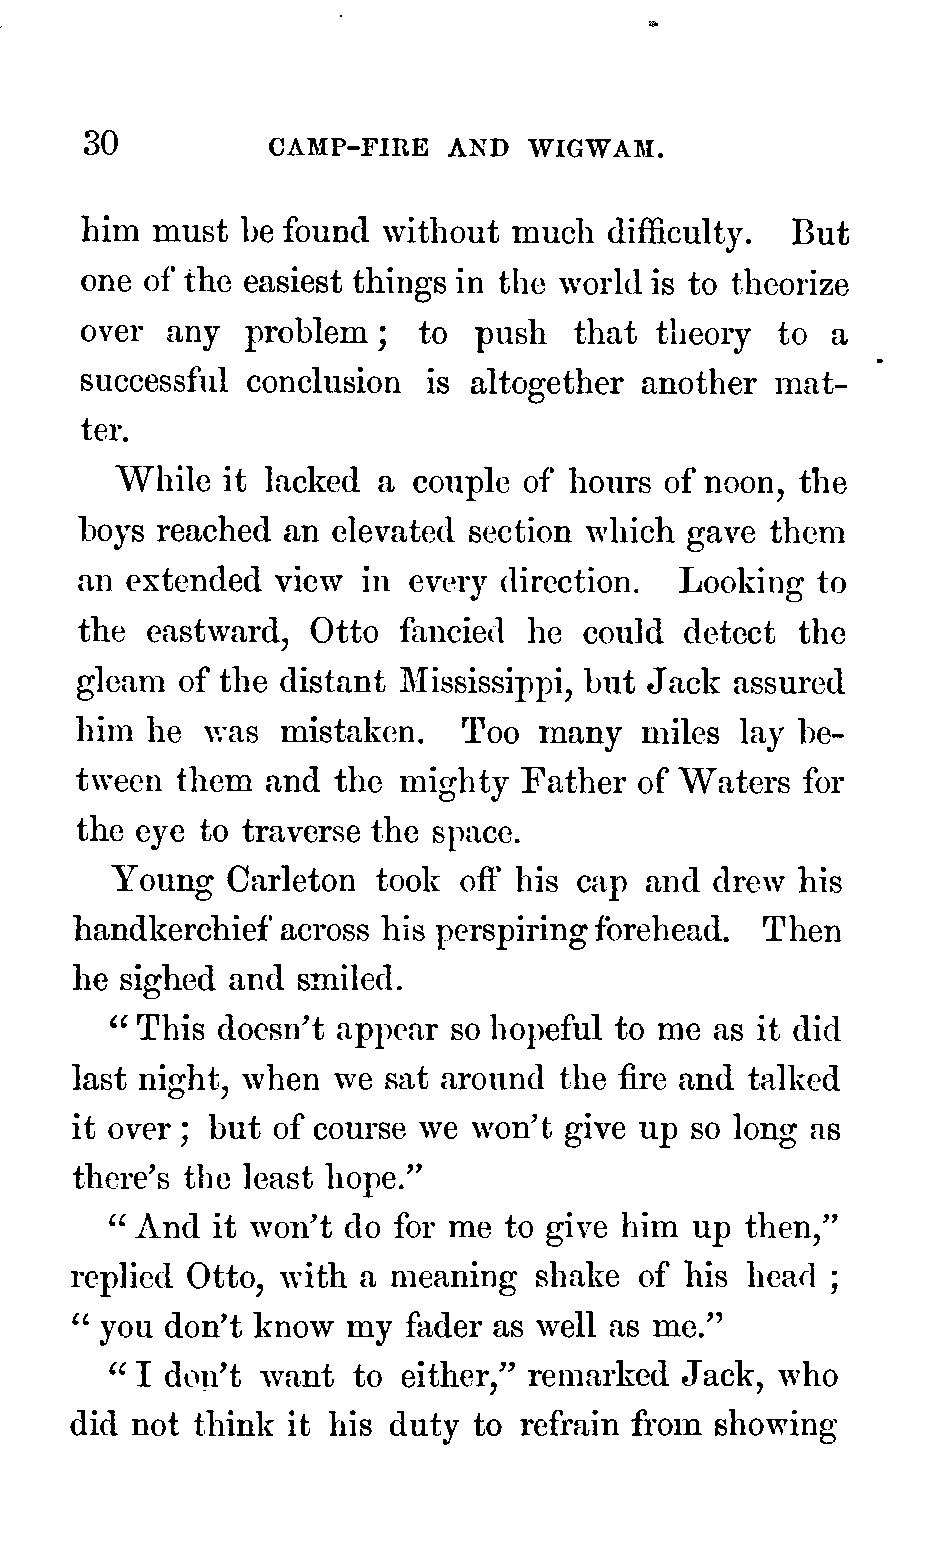 30 CAMP-FIRE AND WIGWAM.
him must be found without much difficulty. But
one of the easiest things in the world is to theorize
over any problem ; to push that theory to a
successful conclusion is altogether another mat-
ter.
While it lacked a couple of hours of noon, the
boys reached an elevated section which gave them
an extended view in every direction. Looking to
the eastward, Otto fancied he could detect the
gleam of the distant Mississippi, but Jack assured
him he was mistaken. Too many miles lay be-
tween them and the mighty Father of Waters for
the eye to traverse the space.
Young Carleton took off his cap and drew his
handkerchief across his perspiring forehead. Then
he sighed and smiled.
“ This doesn’t appear so hopeful to me as it did
last night, when we sat around the fire and talked
it over ; but of course we won’t give up so long as
there’s the least hope.”
“ And it won’t do for me to give him up then,”
replied Otto, with a meaning shake of his head ;
“ you don’t know my fader as well as me.”
“ I don’t want to either,” remarked Jack, who
did not think it his duty to refrain from showing